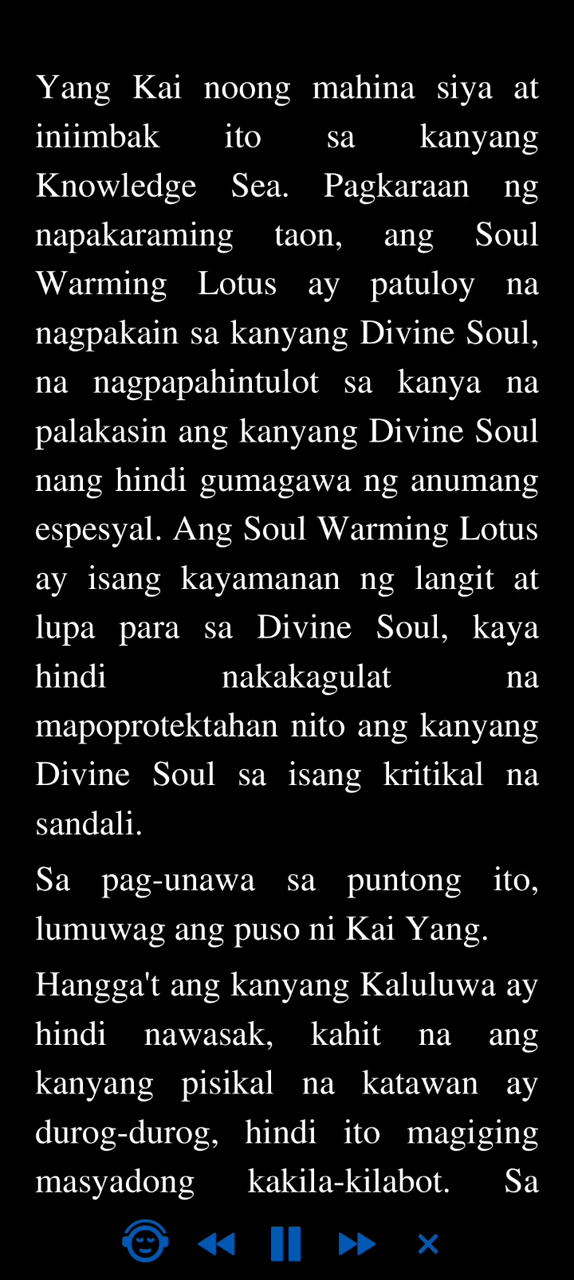 Yang Kai noong mahina siya at
iniimbak ito sa kanyang
Knowledge Sea. Pagkaraan ng
napakaraming taon, ang Soul
Warming Lotus ay patuloy na
nagpakain sa kanyang Divine Soul,
na nagpapahintulot sa kanya na
palakasin ang kanyang Divine Soul
nang hindi gumagawa ng anumang
espesyal. Ang Soul Warming Lotus
ay isang kayamanan ng langit at
lupa para sa Divine Soul, kaya
hindi nakakagulat na
mapoprotektahan nito ang kanyang
Divine Soul sa isang kritikal na
sandali.
Sa pag-unawa sa puntong ito,
lumuwag ang puso ni Kai Yang.
Hangga't ang kanyang Kaluluwa ay
hindi nawasak, kahit na ang
kanyang pisikal na katawan ay
durog-durog, hindi ito magiging
masyadong kakila-kilabot. Sa